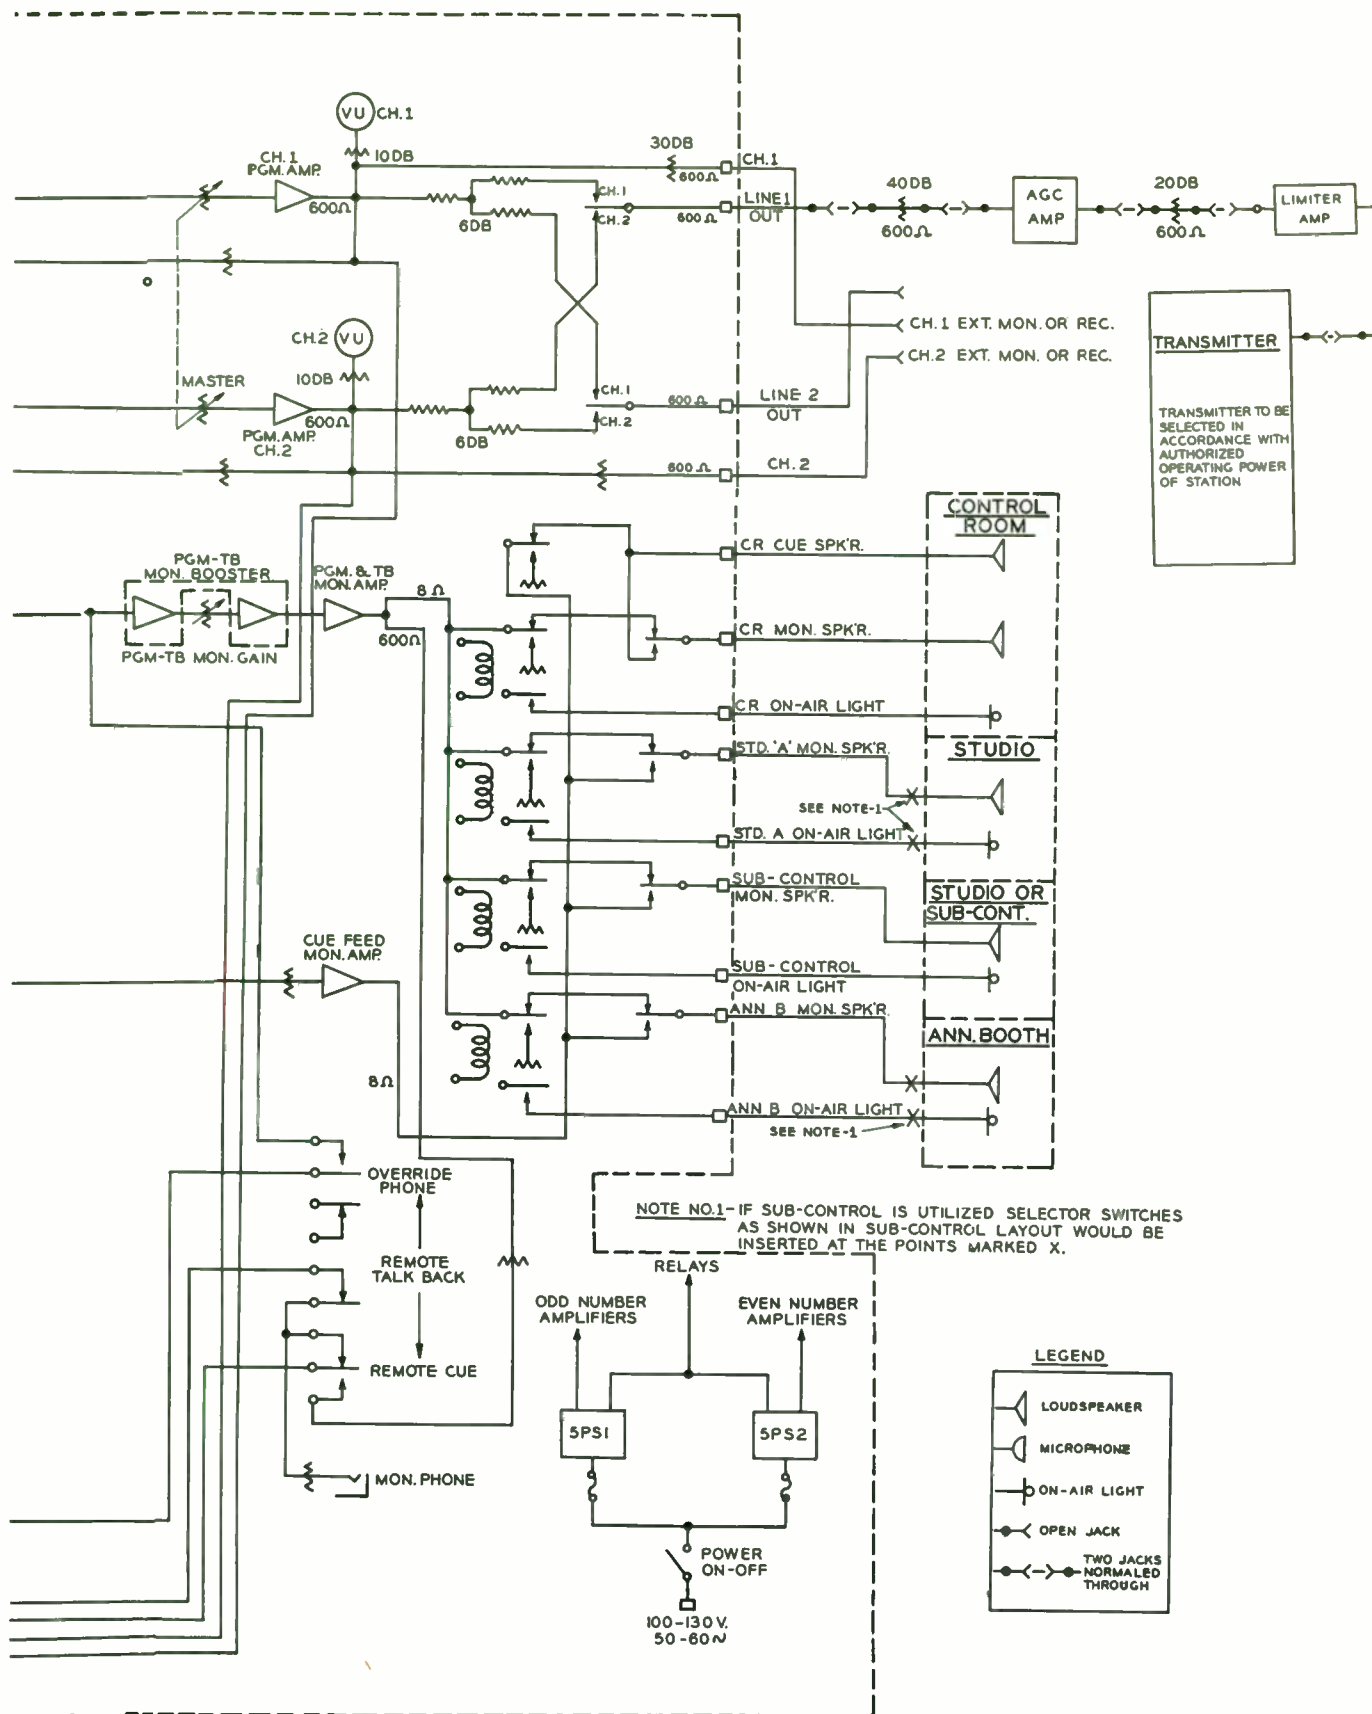 VU
CH.1
10DB
CH.1
PGM.AMP.
600Ω
30DB
600Ω
CH.1
6DB
CH.1
CH.2
600Ω
LINE1
OUT
40DB
600Ω
AGC
AMP
20DB
600Ω
LIMITER
AMP
CH.2
VU
10DB
MASTER
600Ω
PGM.AMP.
CH.2
6DB
CH.1
CH.2
600Ω
LINE 2
OUT
600Ω
CH.2
CH.1 EXT. MON. OR REC.
CH.2 EXT. MON. OR REC.
TRANSMITTER
TRANSMITTER TO BE
SELECTED IN
ACCORDANCE WITH
AUTHORIZED
OPERATING POWER
OF STATION
PGM-TB
MON. BOOSTER
PGM. & TB
MON. AMP.
8Ω
600Ω
PGM-TB MON. GAIN
CR CUE SPK'R.
CR MON. SPK'R.
CR ON-AIR LIGHT
CONTROL
ROOM
STD. 'A' MON. SPK'R.
SEE NOTE-1
STD. A ON-AIR LIGHT
STUDIO
SUB-CONTROL
MON. SPK'R.
SUB-CONTROL
ON-AIR LIGHT
STUDIO OR
SUB-CONT.
CUE FEED
MON. AMP.
8Ω
ANN B MON. SPK'R.
ANN B ON-AIR LIGHT
SEE NOTE-1
ANN. BOOTH
OVERRIDE
PHONE
REMOTE
TALK BACK
REMOTE CUE
MON. PHONE
NOTE NO.1- IF SUB-CONTROL IS UTILIZED SELECTOR SWITCHES
AS SHOWN IN SUB-CONTROL LAYOUT WOULD BE
INSERTED AT THE POINTS MARKED X.
RELAYS
ODD NUMBER
AMPLIFIERS
EVEN NUMBER
AMPLIFIERS
5PS1
5PS2
POWER
ON-OFF
100-130V.
50-60~
LEGEND
LOUDSPEAKER
MICROPHONE
ON-AIR LIGHT
OPEN JACK
TWO JACKS
NORMALED
THROUGH